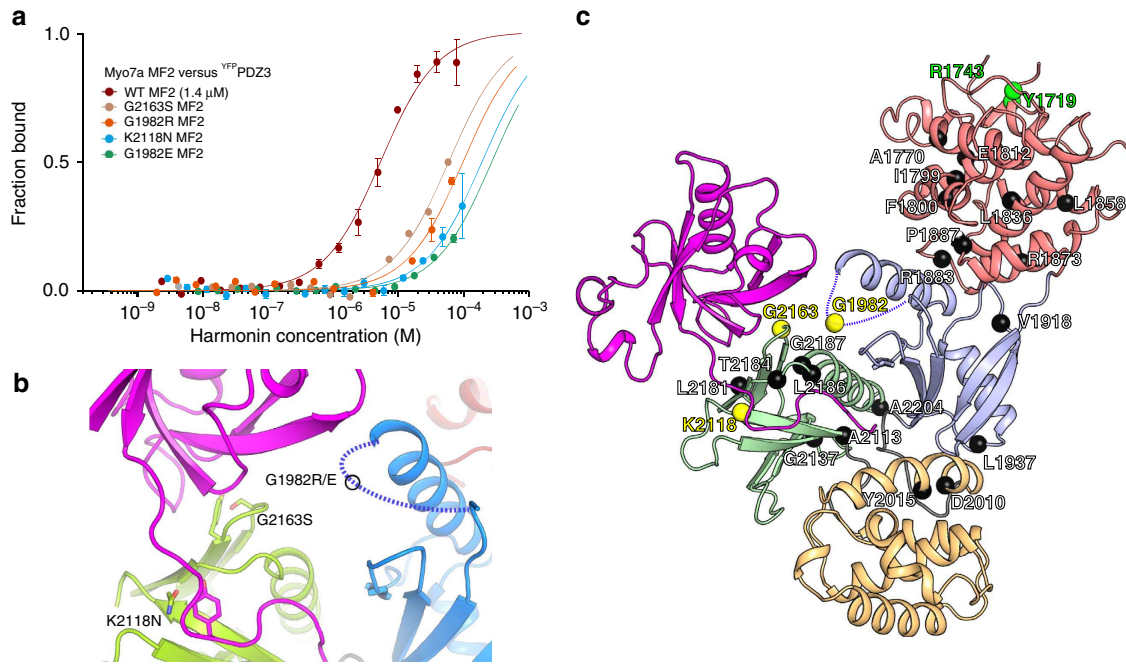 a
1.0
0.5
0.0
Fraction bound
Myo7a MF2 versus YFPPDZ3
WT MF2 (1.4 μM)
G2163S MF2
G1982R MF2
K2118N MF2
G1982E MF2
10−9
10−8
10−7
10−6
10−5
10−4
10−3
Harmonin concentration (M)
b
G1982R/E
G2163S
K2118N
c
R1743
Y1719
A1770
E1812
I1799
F1800
L1836
L1858
P1887
R1873
R1883
G2163
G1982
V1918
G2187
T2184
L2181
L2186
K2118
A2204
A2113
G2137
L1937
Y2015
D2010